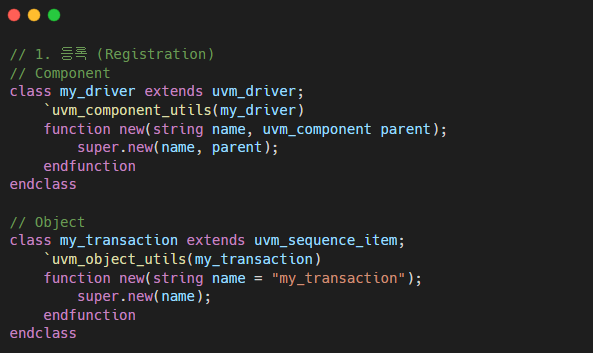 // 1. 등록 (Registration)
// Component
class my_driver extends uvm_driver;
    `uvm_component_utils(my_driver)
    function new(string name, uvm_component parent);
        super.new(name, parent);
    endfunction
endclass

// Object
class my_transaction extends uvm_sequence_item;
    `uvm_object_utils(my_transaction)
    function new(string name = "my_transaction");
        super.new(name);
    endfunction
endclass